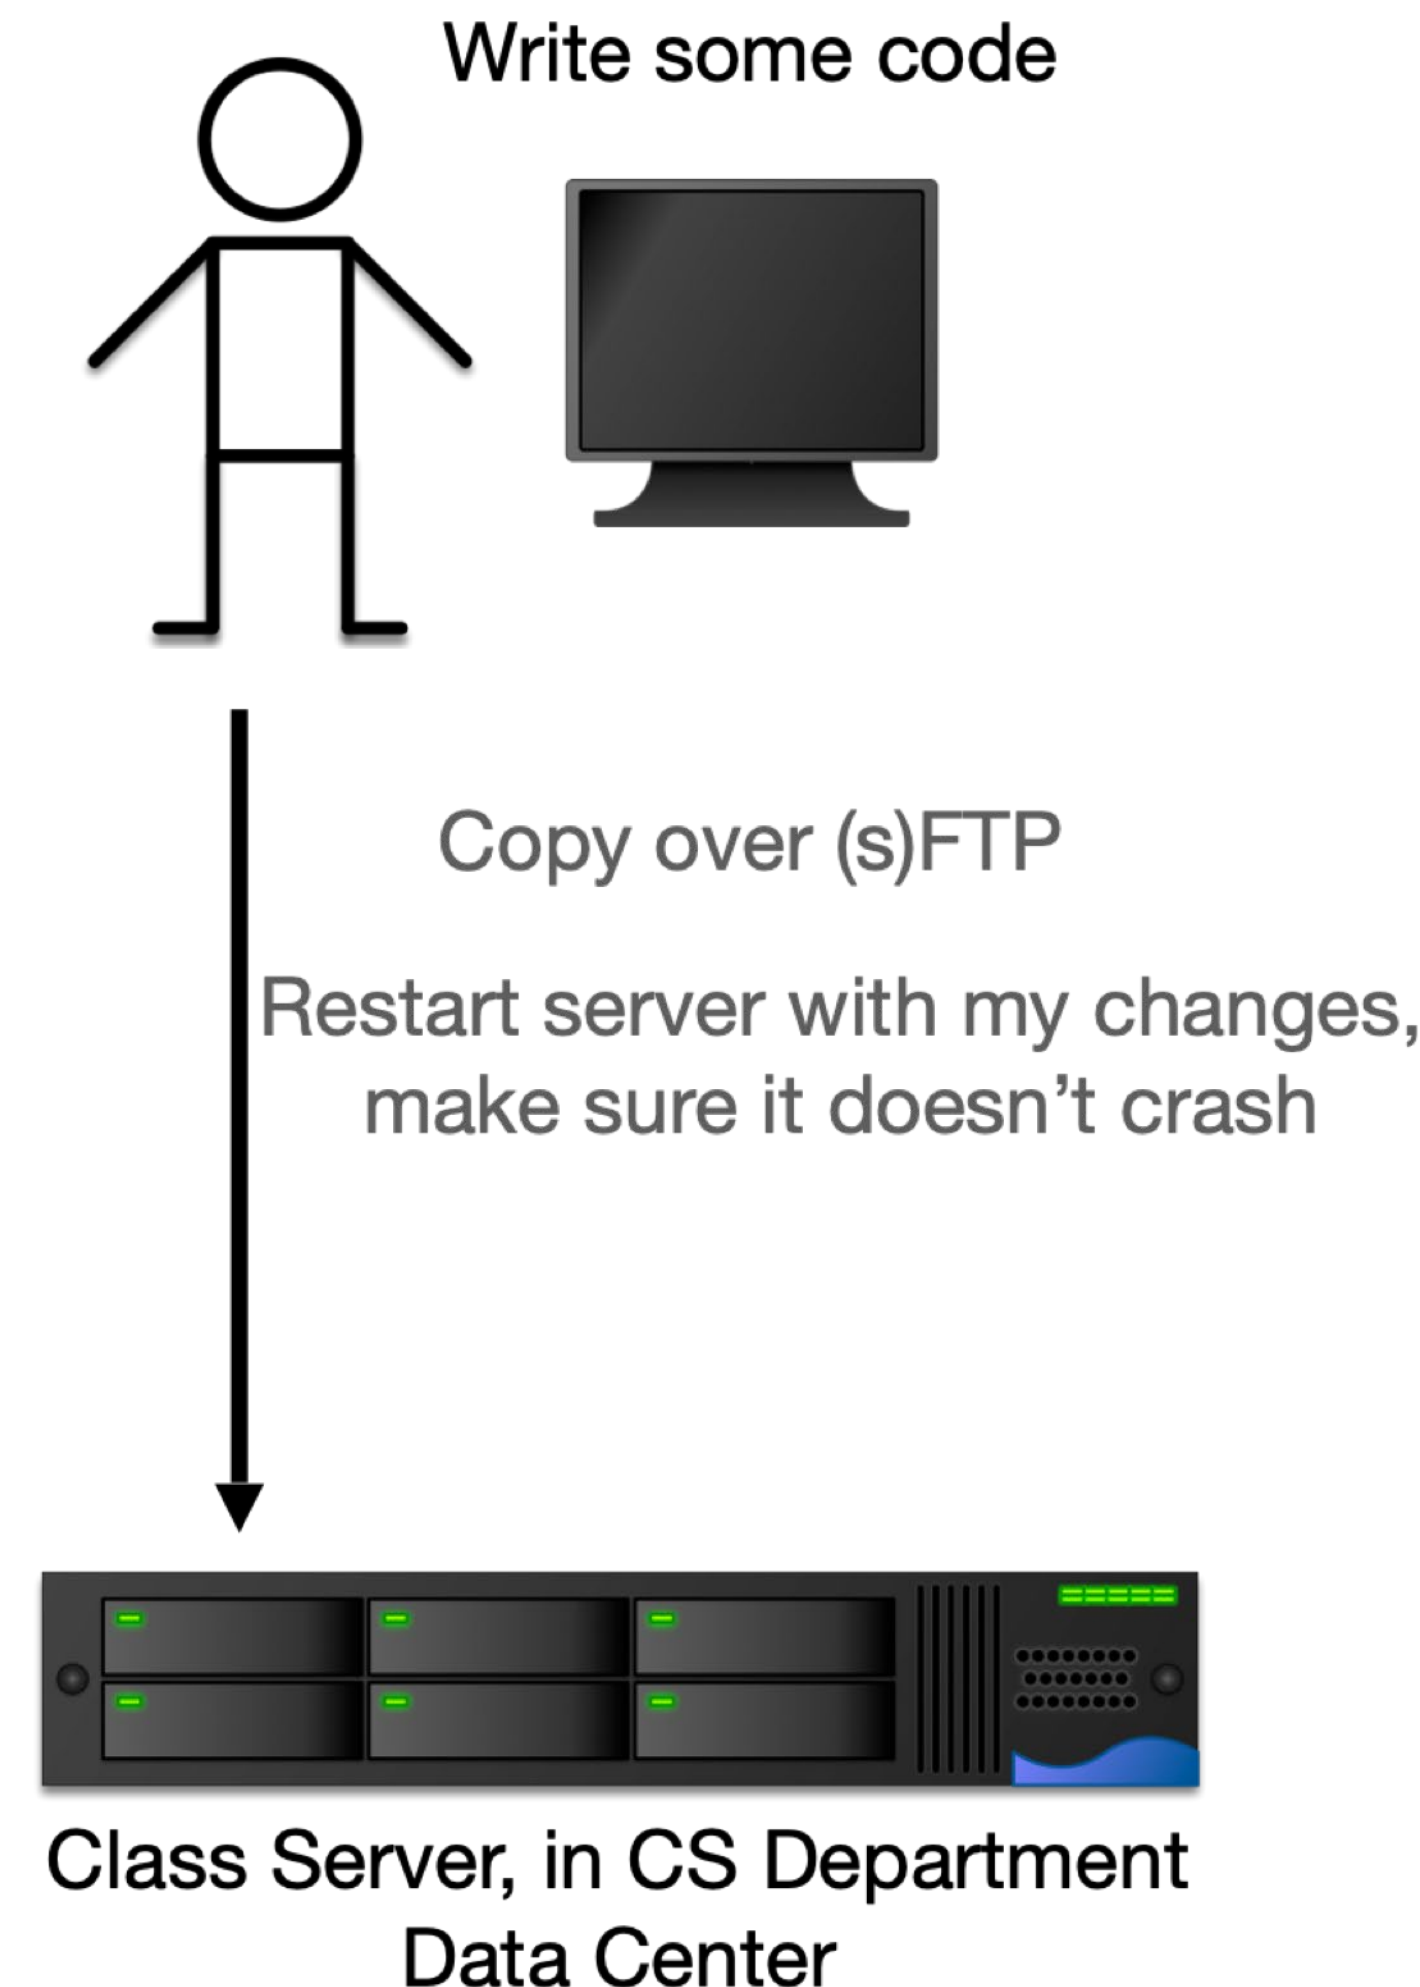 Write some code
Copy over (s)FTP
Restart server with my changes,
make sure it doesn’t crash
Class Server, in CS Department
Data Center